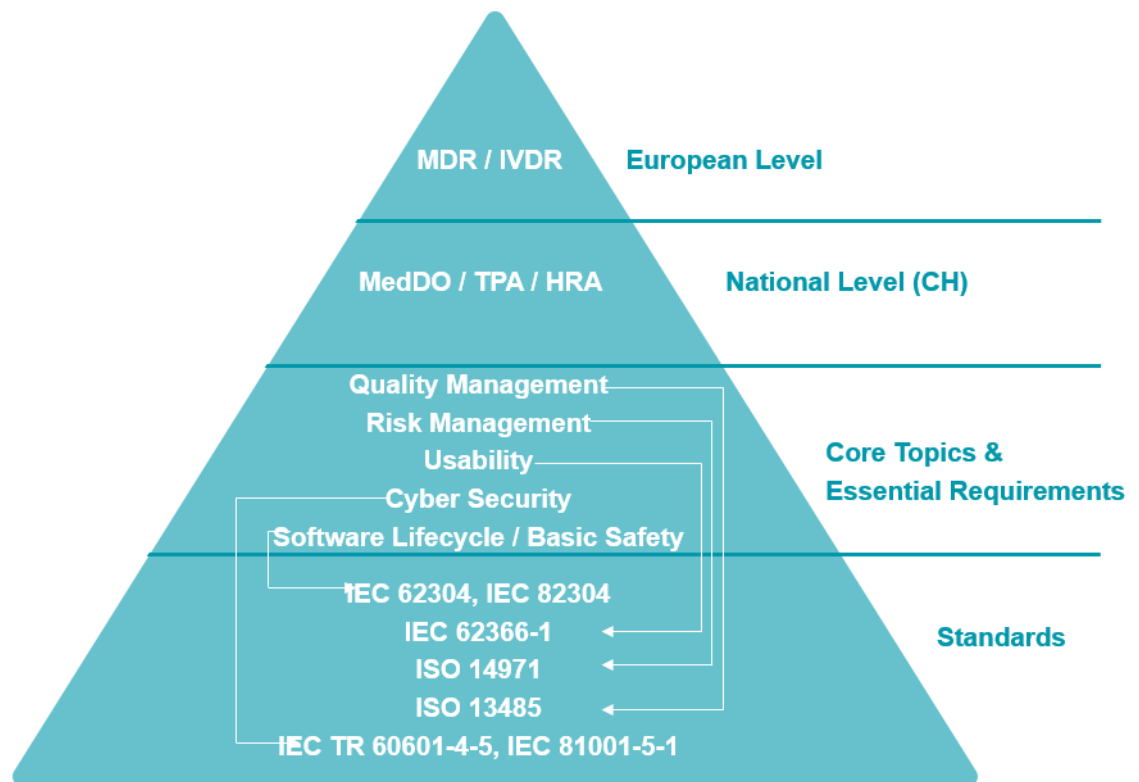 MDR / IVDR
European Level
MedDO / TPA / HRA
National Level (CH)
Quality Management
Risk Management
Usability
Cyber Security
Software Lifecycle / Basic Safety
Core Topics &
Essential Requirements
IEC 62304, IEC 82304
IEC 62366-1
ISO 14971
ISO 13485
IEC TR 60601-4-5, IEC 81001-5-1
Standards